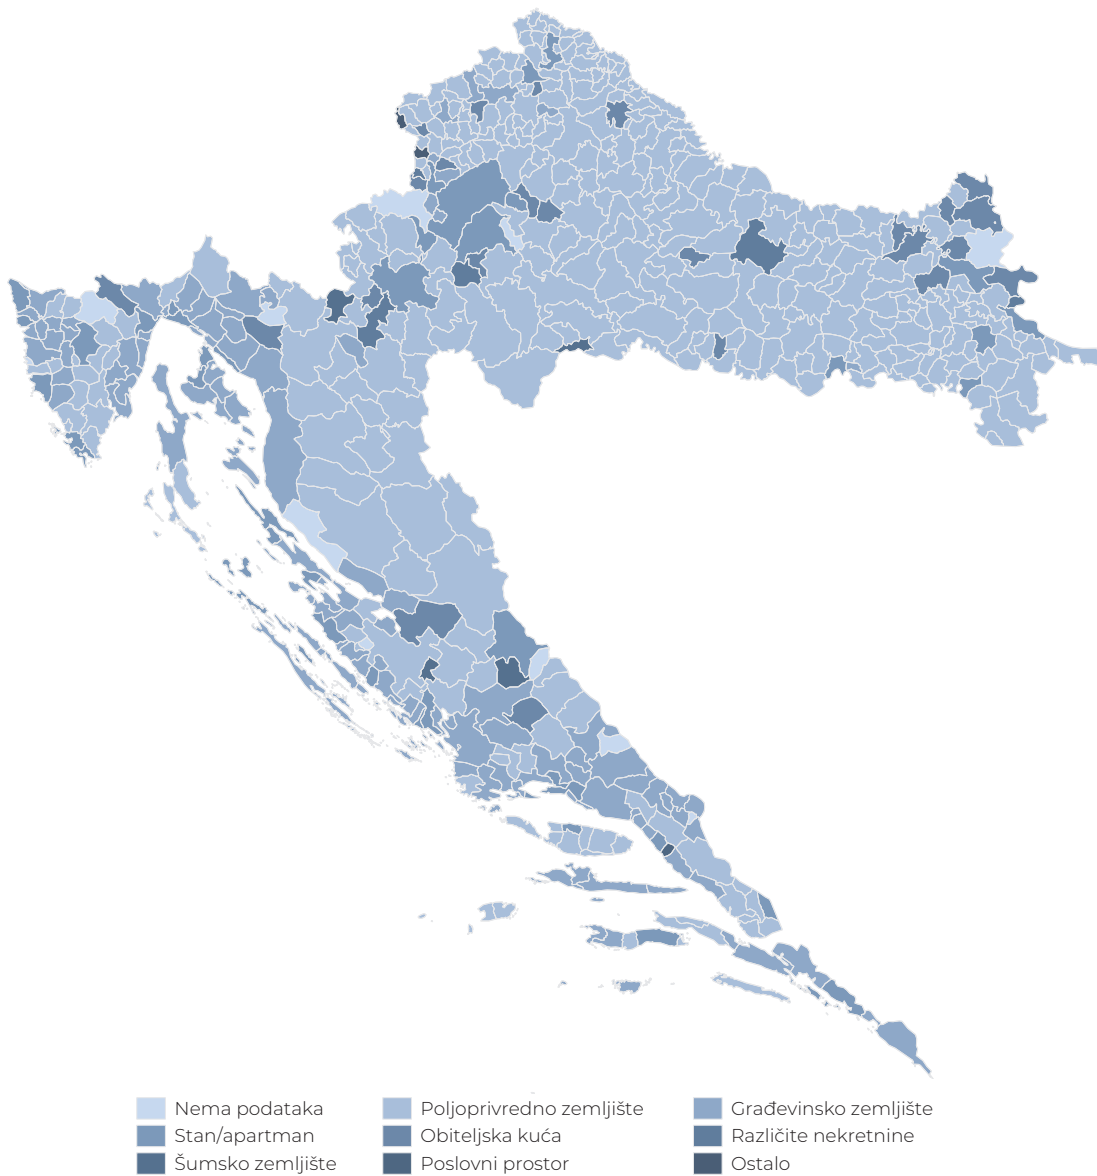 Nema podataka
Poljoprivredno zemljište
Građevinsko zemljište
Stan/apartman
Obiteljska kuća
Različite nekretnine
Šumsko zemljište
Poslovni prostor
Ostalo